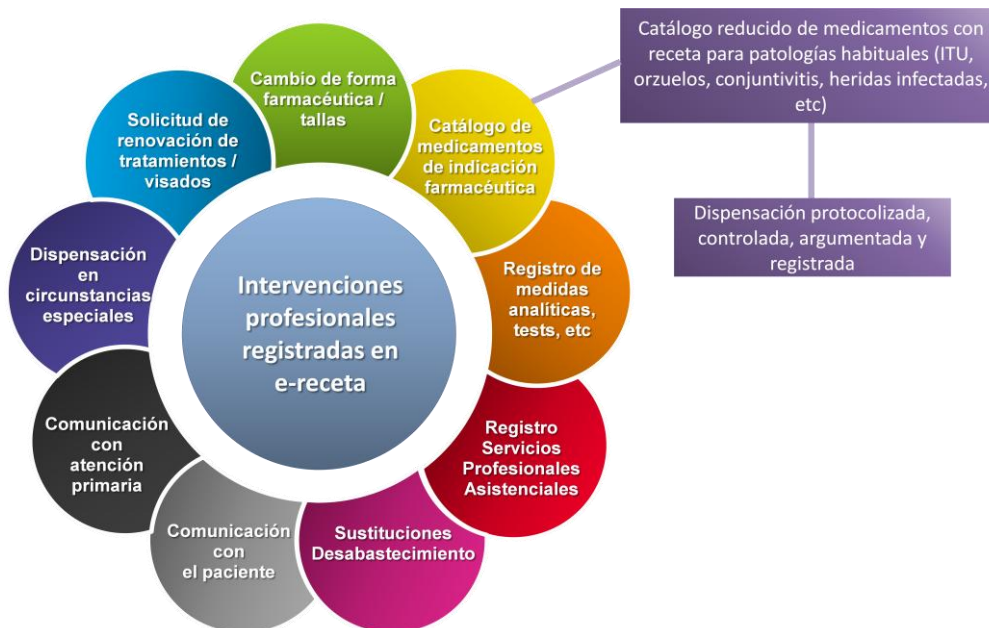 Catálogo reducido de medicamentos con
receta para patologías habituales (ITU,
orzuelos, conjuntivitis, heridas infectadas,
etc)
Dispensación protocolizada,
controlada, argumentada y
registrada
Intervenciones
profesionales
registradas en
e-receta
Cambio de forma
farmacéutica /
tallas
Catálogo de
medicamentos
de indicación
farmacéutica
Registro de
medidas
analíticas,
tests, etc
Registro
Servicios
Profesionales
Asistenciales
Sustituciones
Desabastecimiento
Comunicación
con
el paciente
Comunicación
con
atención
primaria
Dispensación
en
circunstancias
especiales
Solicitud de
renovación de
tratamientos /
visados